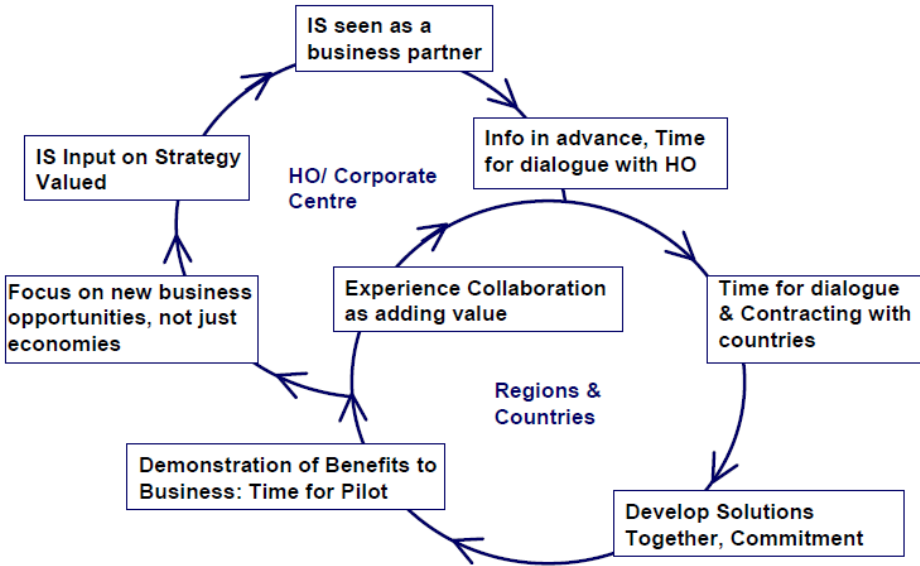 IS seen as a
business partner
Info in advance, Time
for dialogue with HO
IS Input on Strategy
Valued
HO/ Corporate
Centre
Focus on new business
opportunities, not just
economies
Experience Collaboration
as adding value
Time for dialogue
& Contracting with
countries
Regions &
Countries
Demonstration of Benefits to
Business: Time for Pilot
Develop Solutions
Together, Commitment